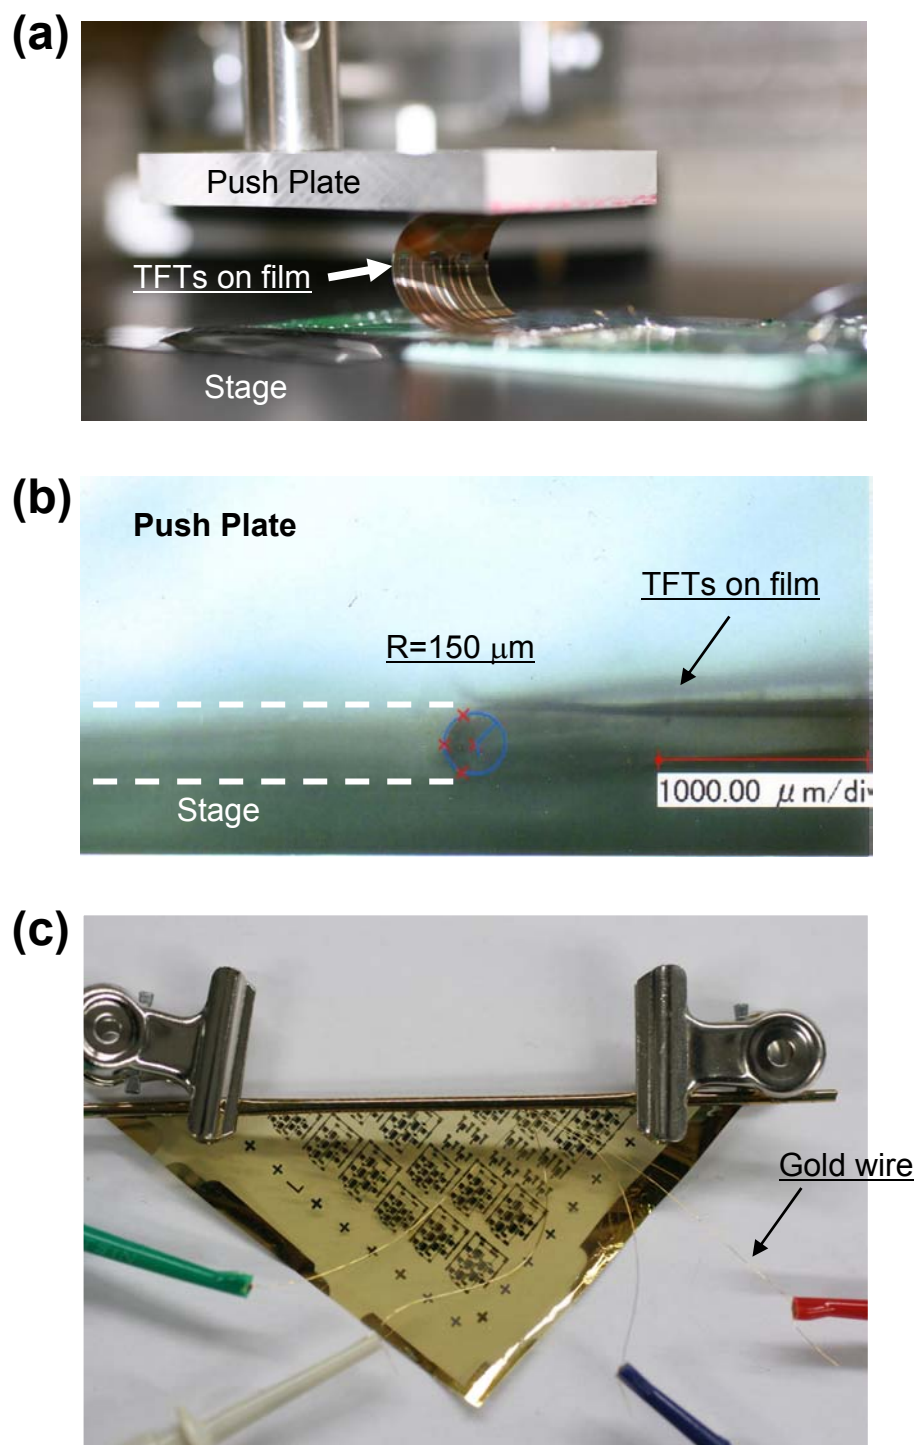 (a)
Push Plate
TFTs on film
Stage
(b)
Push Plate
TFTs on film
R=150 μm
1000.00 μm/div
Stage
(c)
L
Gold wire